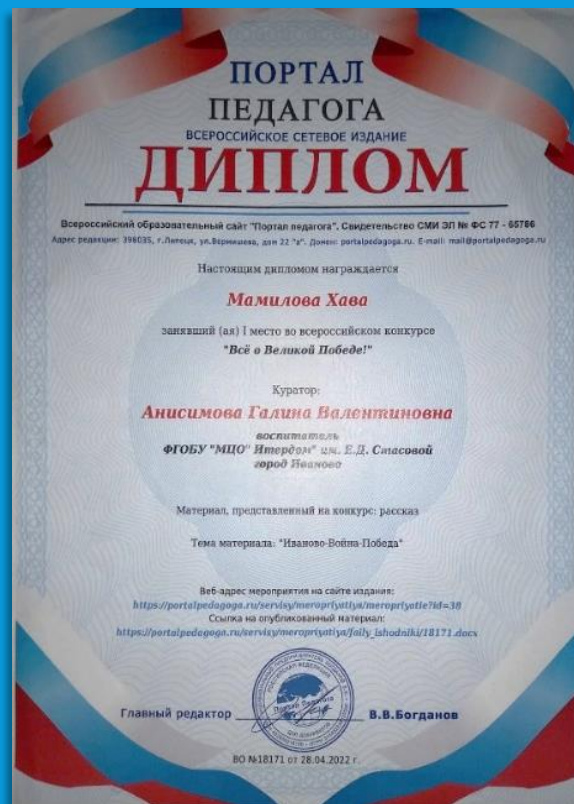 ПОРТАЛ
ПЕДАГОГА
ВСЕРОССИЙСКОЕ СЕТЕВОЕ ИЗДАНИЕ
ДИПЛОМ
Всероссийский образовательный сайт "Портал педагога". Свидетельство СМИ ЭЛ № ФС 77 - 65786
Адрес редакции: 398035, г.Липецк, ул.Вермишева, дом 22 "а". Домен: portalpedagoga.ru. E-mail: mail@portalpedagoga.ru
Настоящим дипломом награждается
Мамилова Хава
занявший (ая) I место во всероссийском конкурсе
"Всё о Великой Победе!"
Куратор:
Анисимова Галина Валентиновна
воспитатель
ФГОБУ "МЦО" Итердом" им. Е.Д. Стасовой
город Иваново
Материал, представленный на конкурс: рассказ
Тема материала: "Иваново-Война-Победа"
Веб-адрес мероприятия на сайте издания:
https://portalpedagoga.ru/servisy/meropriyatiya/meropriyatie?id=38
Ссылка на опубликованный материал:
https://portalpedagoga.ru/servisy/meropriyatiya/faily_ishodniki/18171.docx
РОССИЙСКАЯ ФЕДЕРАЦИЯ
Портал Педагога
Главный редактор В.В.Богданов
ВО №18171 от 28.04.2022 г.